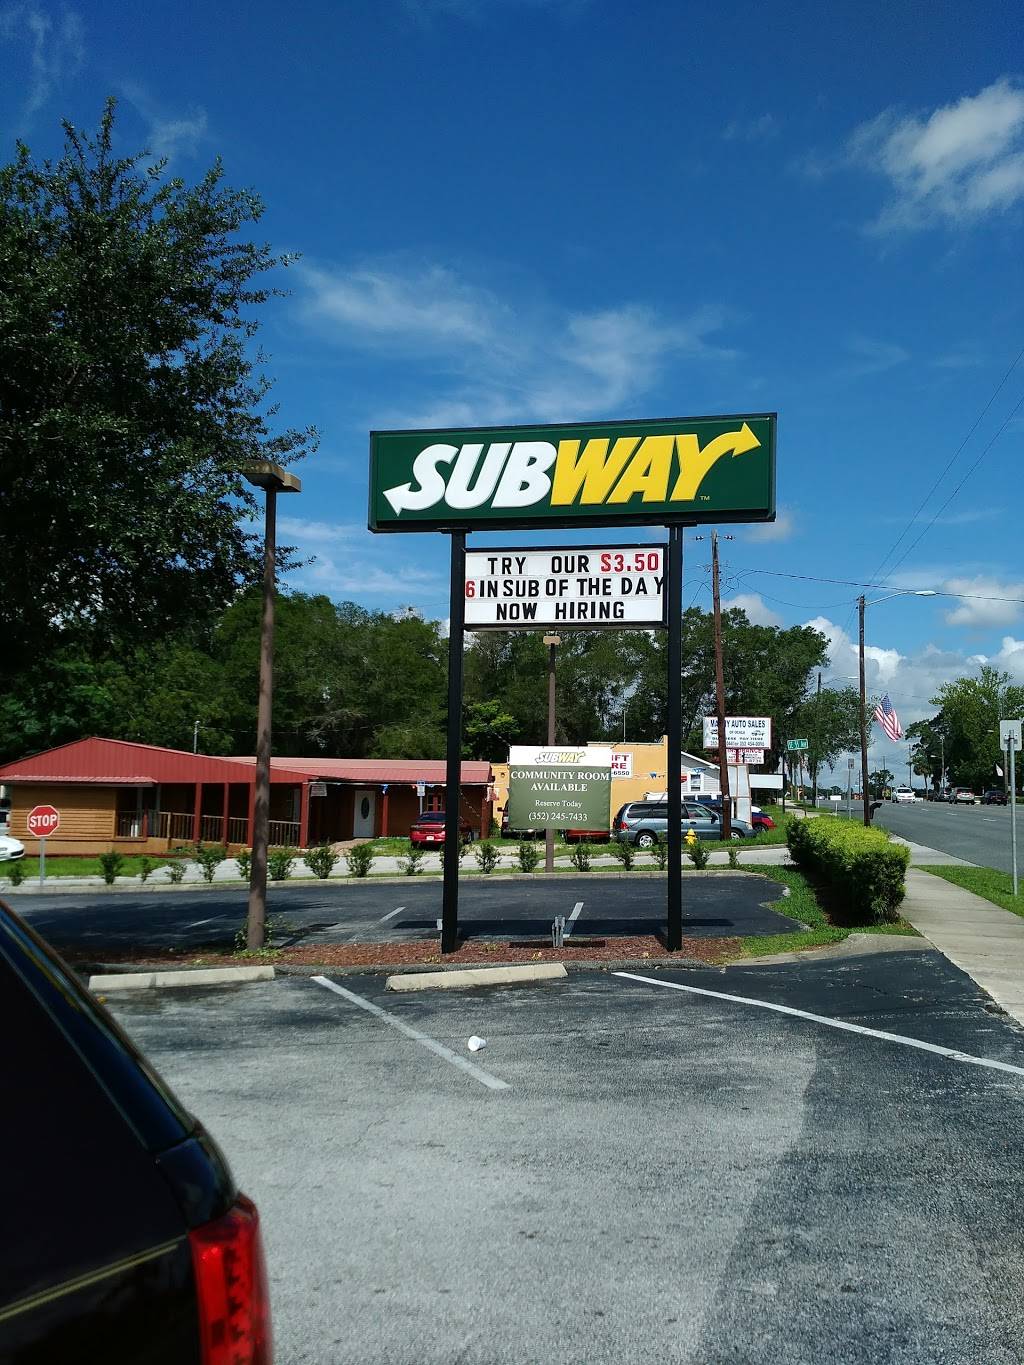 SUBWAY
TM
TRY OUR $3.50
6 IN SUB OF THE DAY
NOW HIRING
AUTO SALES
SUBWAY
COMMUNITY ROOM
AVAILABLE
Reserve Today
(352) 245-7433
STOP